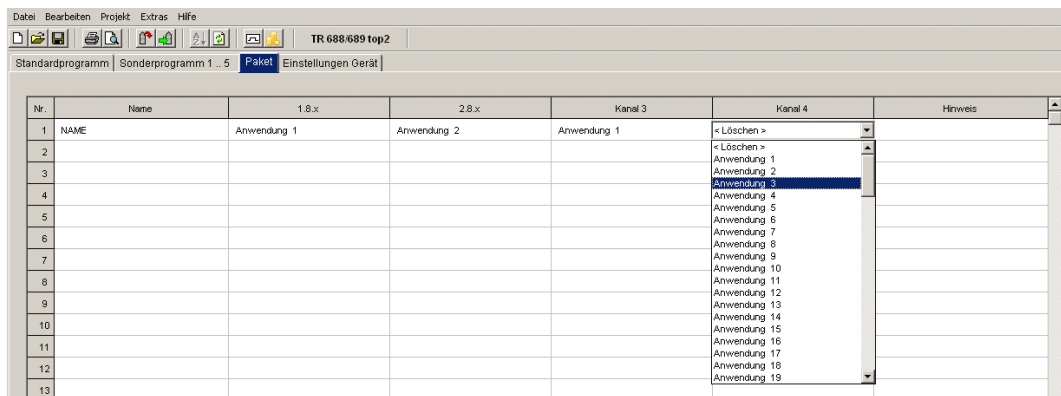 Datei Bearbeiten Projekt Extras Hilfe
TR 688/689 top2
Standardprogramm Sonderprogramm 1 .. 5 Paket Einstellungen Gerät
Nr. Name 1.8.x 2.8.x Kanal 3 Kanal 4 Hinweis
1 NAME Anwendung 1 Anwendung 2 Anwendung 1 < Löschen >
< Löschen >
2 Anwendung 1
Anwendung 2
3 Anwendung 3
4 Anwendung 4
Anwendung 5
5 Anwendung 6
6 Anwendung 7
Anwendung 8
7 Anwendung 9
Anwendung 10
8 Anwendung 11
Anwendung 12
9 Anwendung 13
Anwendung 14
10 Anwendung 15
11 Anwendung 16
Anwendung 17
12 Anwendung 18
Anwendung 19
13